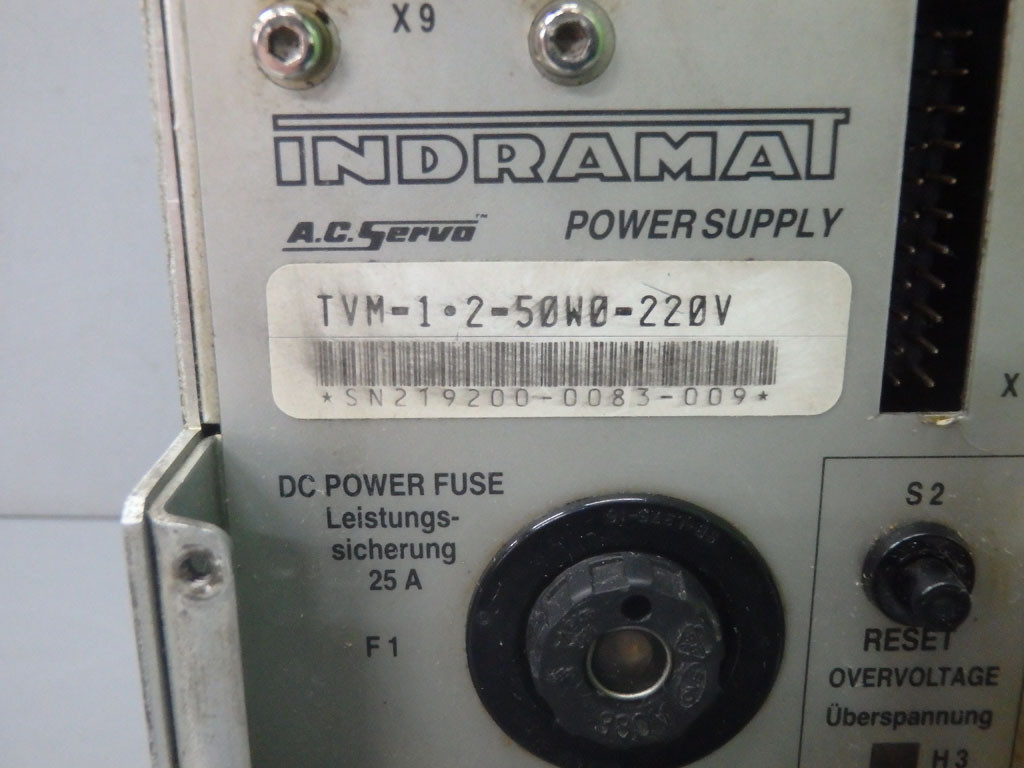 X9
INDRAMAT
A.C. Servo™
POWER SUPPLY
TVM-1•2-50W0-220V
*SN219200-0083-009*
X
DC POWER FUSE
Leistungs-
sicherung
25 A
F1
S2
RESET
OVERVOLTAGE
Überspannung
H3